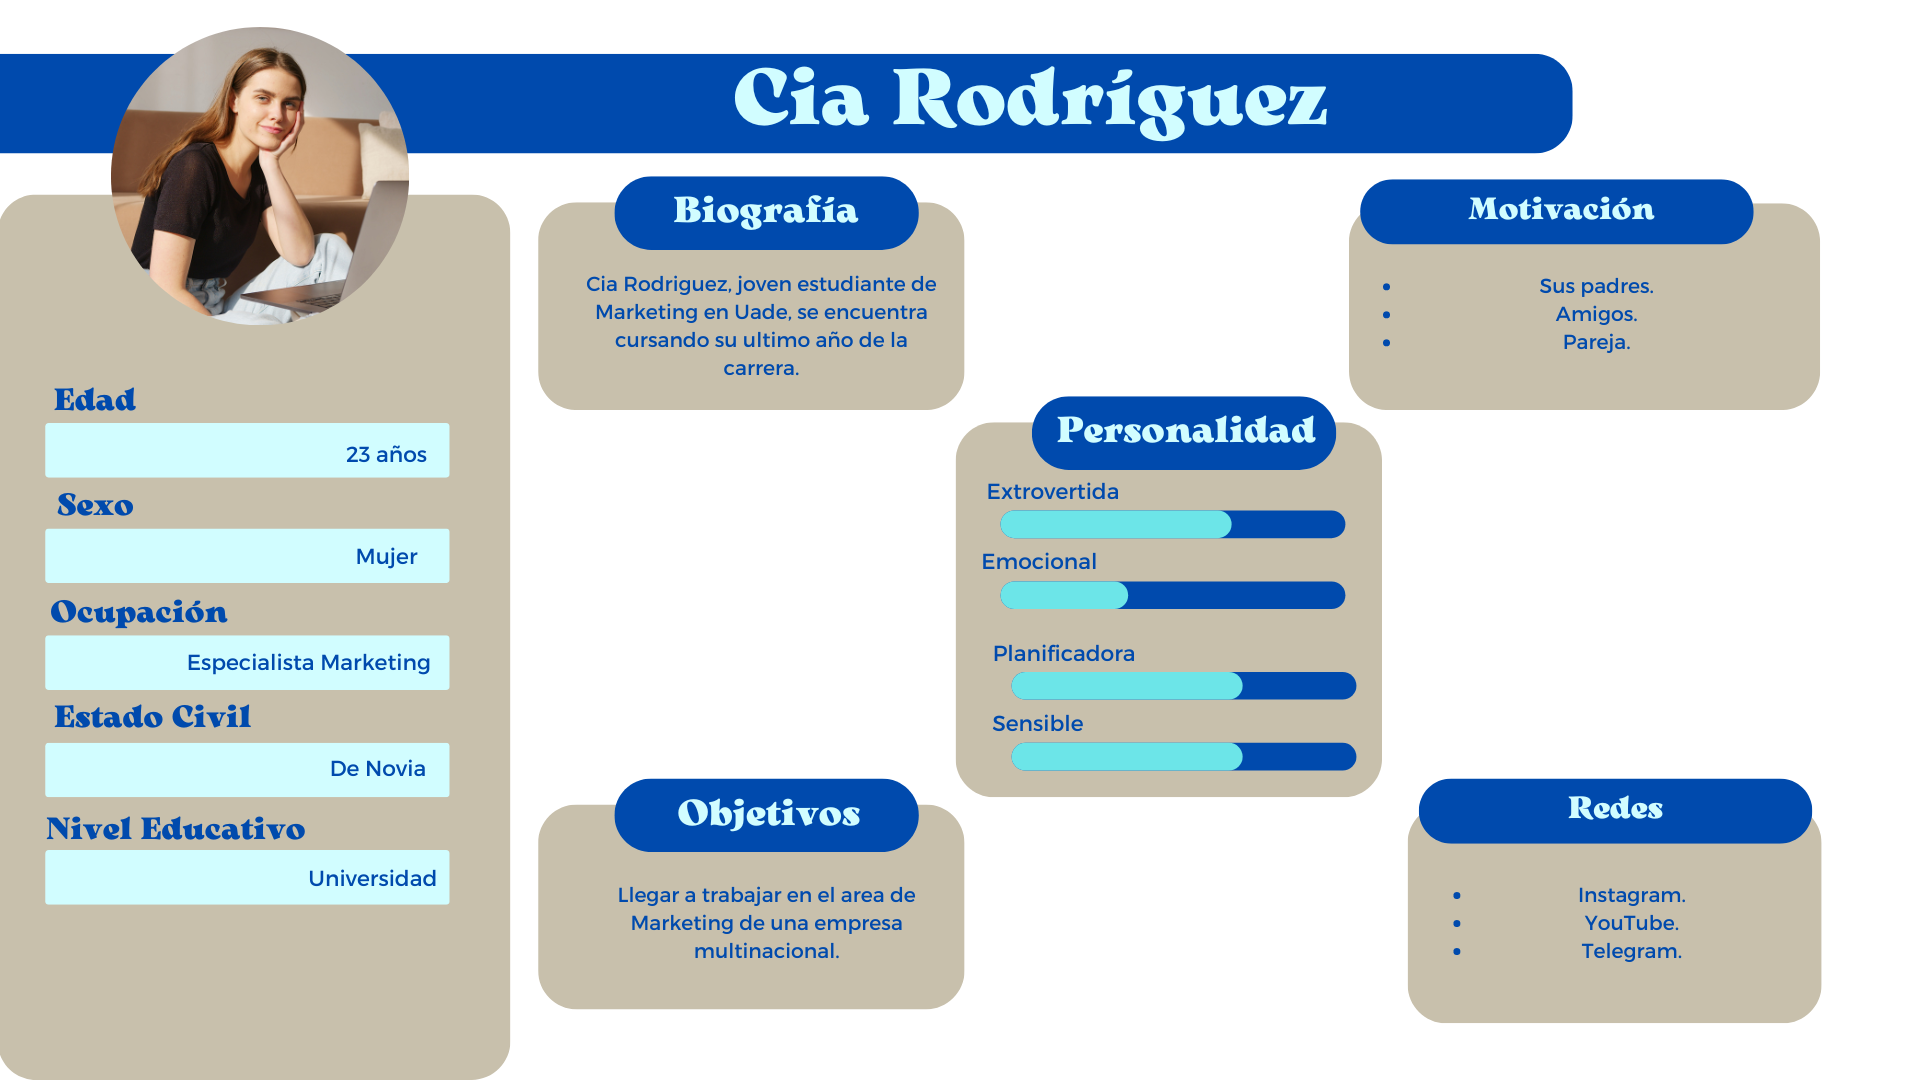 Cia Rodríguez
Edad
23 años
Sexo
Mujer
Ocupación
Especialista Marketing
Estado Civil
De Novia
Nivel Educativo
Universidad
Biografía
Cia Rodriguez, joven estudiante de
Marketing en Uade, se encuentra
cursando su ultimo año de la
carrera.
Motivación
• Sus padres.
• Amigos.
• Pareja.
Personalidad
Extrovertida
Emocional
Planificadora
Sensible
Objetivos
Llegar a trabajar en el area de
Marketing de una empresa
multinacional.
Redes
• Instagram.
• YouTube.
• Telegram.